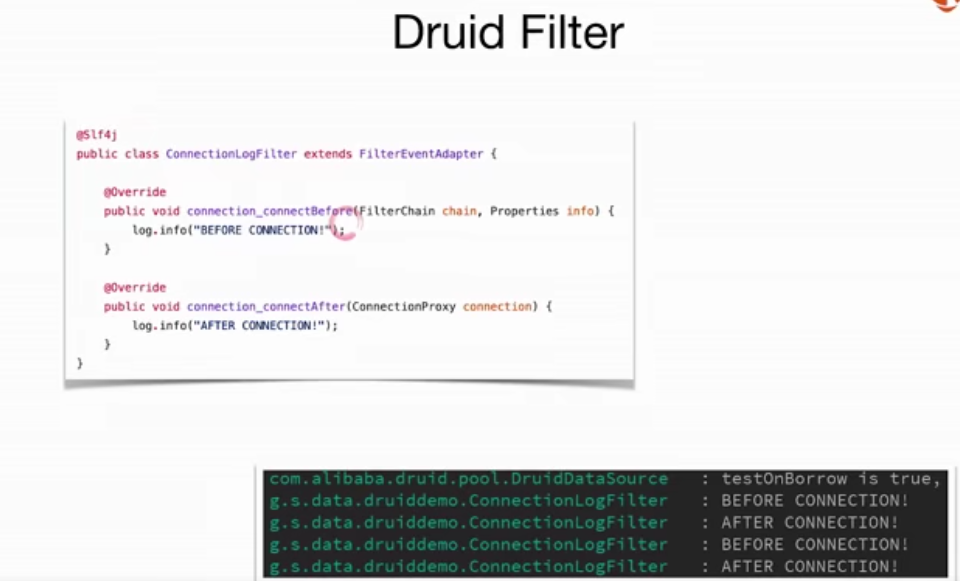 Druid Filter
@Slf4j
public class ConnectionLogFilter extends FilterEventAdapter {
@Override
public void connection_connectBefore(FilterChain chain, Properties info) {
log.info("BEFORE CONNECTION!");
}
@Override
public void connection_connectAfter(ConnectionProxy connection) {
log.info("AFTER CONNECTION!");
}
}
com.alibaba.druid.pool.DruidDataSource : testOnBorrow is true,
g.s.data.druiddemo.ConnectionLogFilter : BEFORE CONNECTION!
g.s.data.druiddemo.ConnectionLogFilter : AFTER CONNECTION!
g.s.data.druiddemo.ConnectionLogFilter : BEFORE CONNECTION!
g.s.data.druiddemo.ConnectionLogFilter : AFTER CONNECTION!